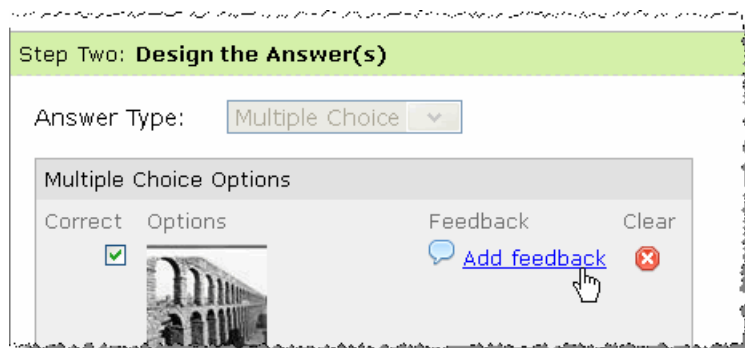 Step Two: Design the Answer(s)
Answer Type: Multiple Choice
Multiple Choice Options
Correct Options Feedback Clear
Add feedback